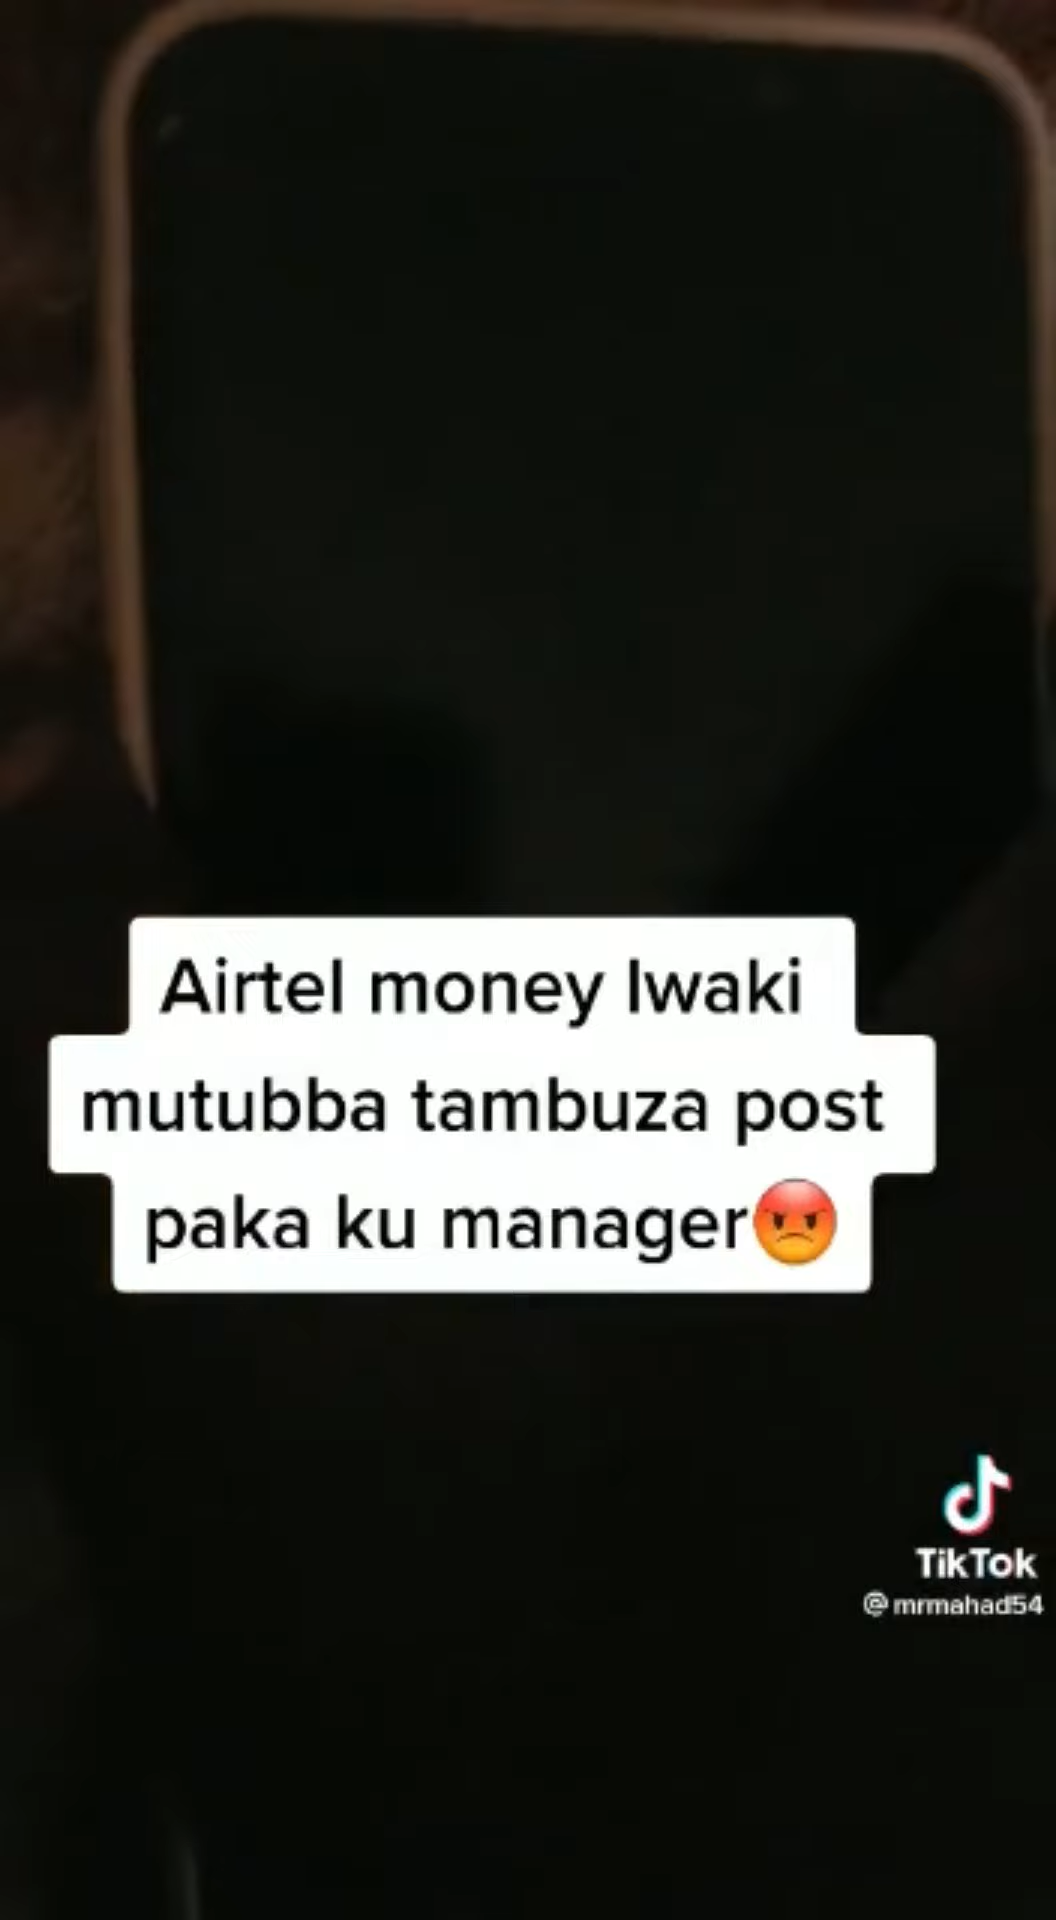 Airtel money lwaki
mutubba tambuza post
paka ku manager😡
TikTok
@mrmahad54